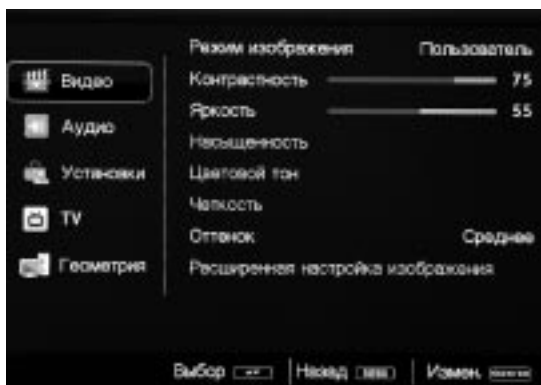 Видео
Аудио
Установки
TV
Геометрия
Режим изображения Пользователь
Контрастность 75
Яркость 55
Насыщенность
Цветовой тон
Четкость
Оттенок Среднее
Расширенная настройка изображения
Выбор Назад Измен.